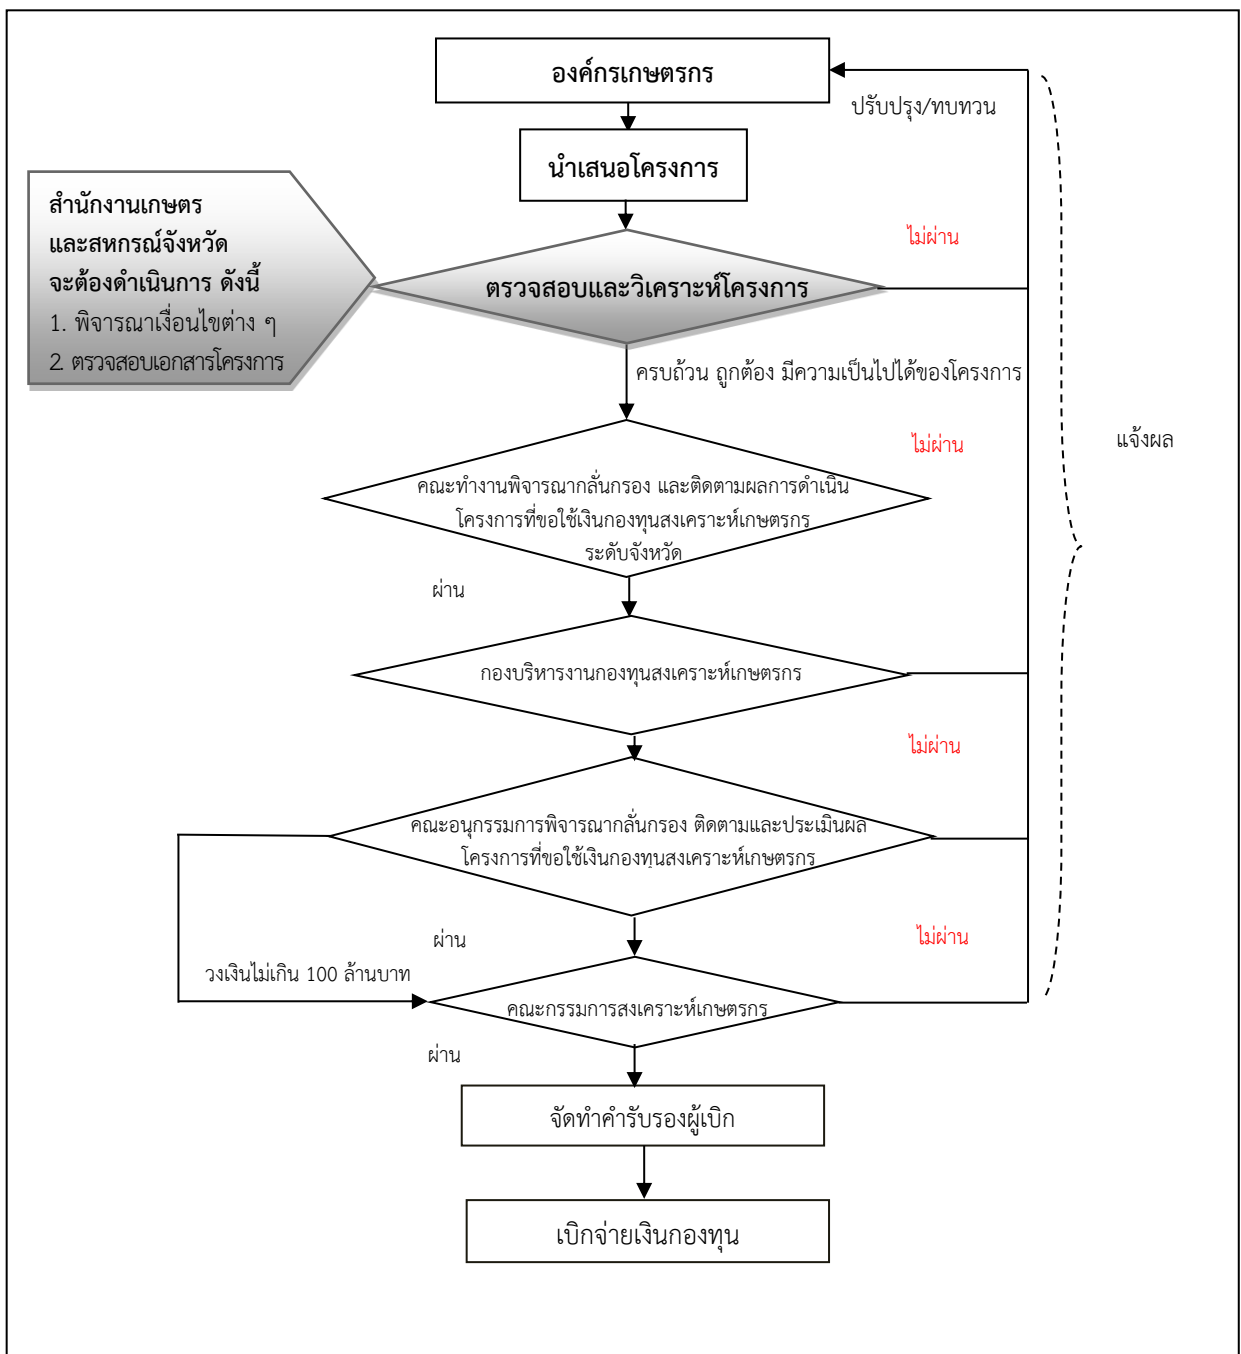 องค์กรเกษตรกร
ปรับปรุง/ทบทวน
นำเสนอโครงการ
สำนักงานเกษตร
และสหกรณ์จังหวัด
จะต้องดำเนินการ ดังนี้
1. พิจารณาเงื่อนไขต่าง ๆ
2. ตรวจสอบเอกสารโครงการ
ไม่ผ่าน
ตรวจสอบและวิเคราะห์โครงการ
ครบถ้วน ถูกต้อง มีความเป็นไปได้ของโครงการ
ไม่ผ่าน
แจ้งผล
คณะทำงานพิจารณากลั่นกรอง และติดตามผลการดำเนิน
โครงการที่ขอใช้เงินกองทุนสงเคราะห์เกษตรกร
ระดับจังหวัด
ผ่าน
กองบริหารงานกองทุนสงเคราะห์เกษตรกร
ไม่ผ่าน
คณะอนุกรรมการพิจารณากลั่นกรอง ติดตามและประเมินผล
โครงการที่ขอใช้เงินกองทุนสงเคราะห์เกษตรกร
ผ่าน
ไม่ผ่าน
วงเงินไม่เกิน 100 ล้านบาท
คณะกรรมการสงเคราะห์เกษตรกร
ผ่าน
จัดทำคำรับรองผู้เบิก
เบิกจ่ายเงินกองทุน